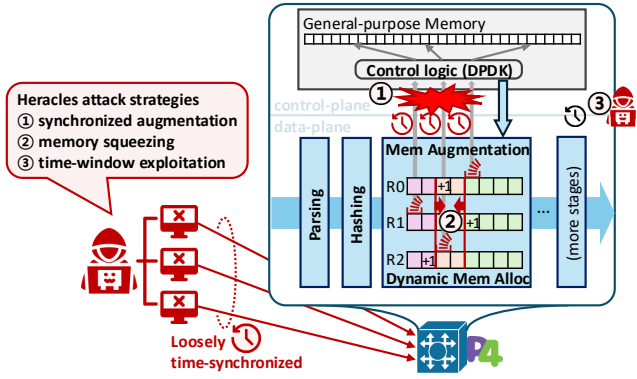 General-purpose Memory
Control logic (DPDK)
①
③
control-plane
data-plane
Heracles attack strategies
① synchronized augmentation
② memory squeezing
③ time-window exploitation
Parsing
Hashing
Mem Augmentation
R0
+1
R1
②
+1
R2
+1
Dynamic Mem Alloc
...
(more stages)
Loosely
time-synchronized
P4